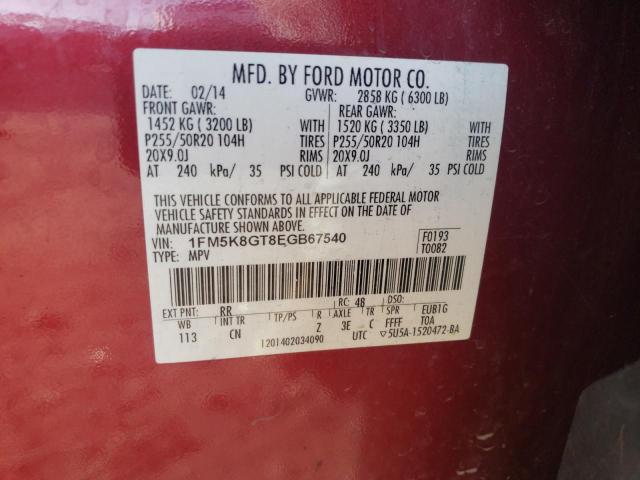 MFD. BY FORD MOTOR CO.
DATE: 02/14 GVWR: 2858 KG ( 6300 LB)
FRONT GAWR: REAR GAWR:
1452 KG ( 3200 LB) WITH 1520 KG ( 3350 LB) WITH
P255/50R20 104H TIRES P255/50R20 104H TIRES
20X9.0J RIMS 20X9.0J RIMS
AT 240 kPa/ 35 PSI COLD AT 240 kPa/ 35 PSI COLD
THIS VEHICLE CONFORMS TO ALL APPLICABLE FEDERAL MOTOR
VEHICLE SAFETY STANDARDS IN EFFECT ON THE DATE OF
MANUFACTURE SHOWN ABOVE.
VIN: 1FM5K8GT8EGB67540 F0193
TYPE: MPV T0082
EXT PNT: RR RC: 48 DSO:
WB INT TR TP/PS R AXLE TR SPR EUB1G
113 CN Z 3E C FFFF TOA
1201402034090 UTC ▽5U5A-1520472-BA